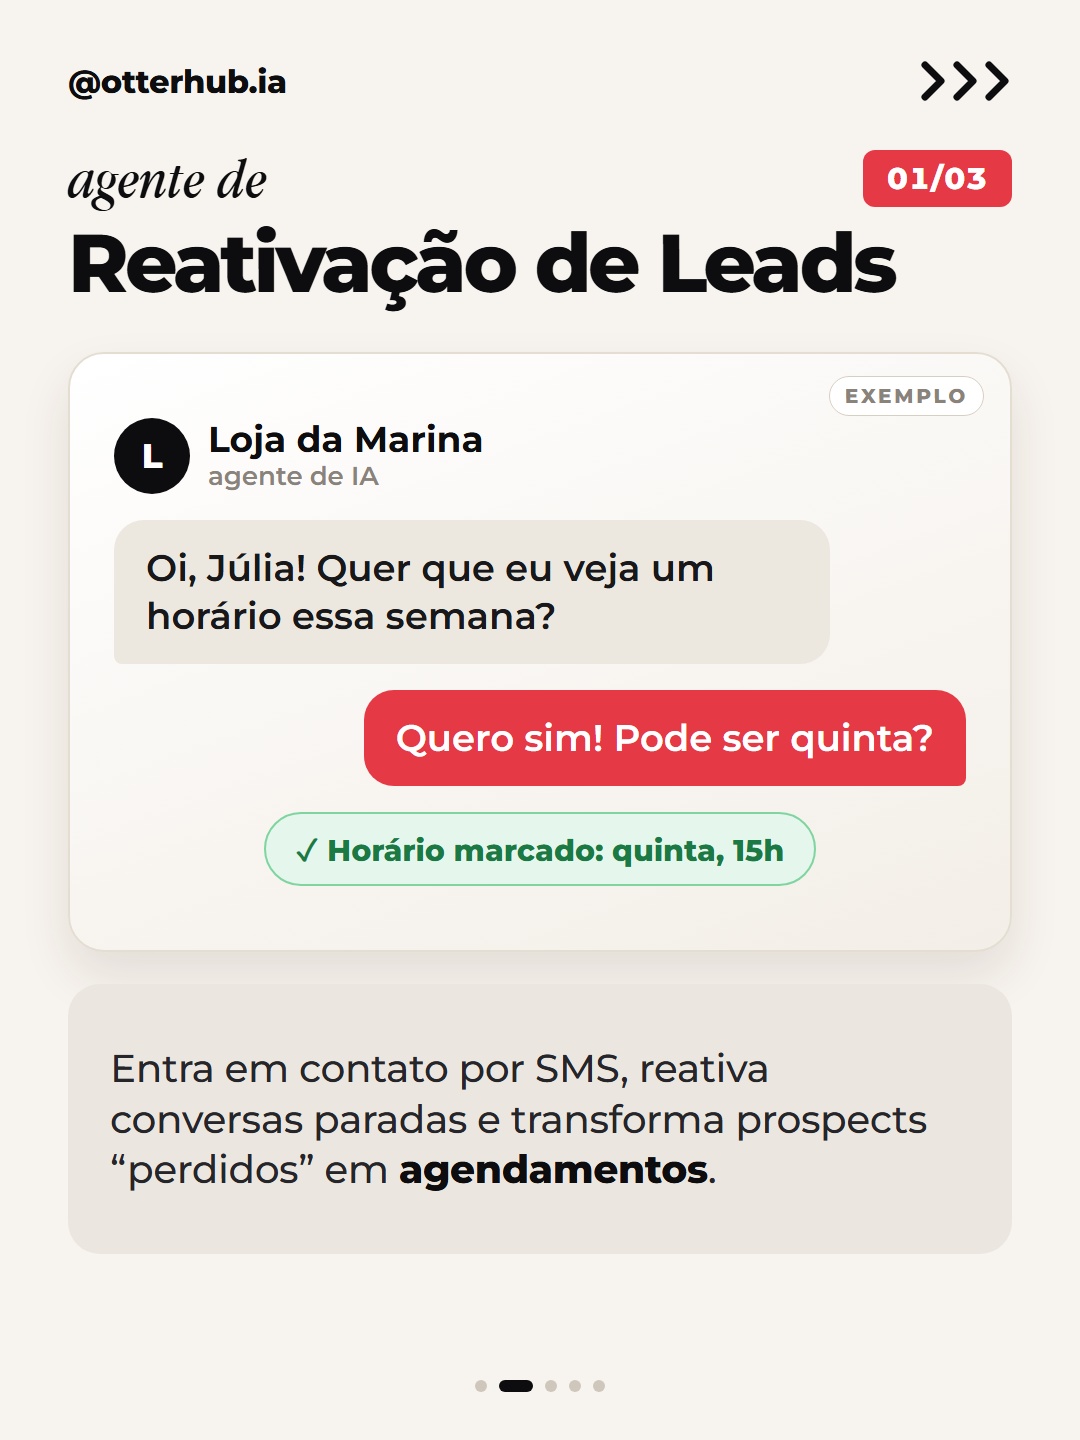 @otterhub.ia
agente de
01/03
Reativação de Leads
EXEMPLO
L
Loja da Marina
agente de IA
Oi, Júlia! Quer que eu veja um
horário essa semana?
Quero sim! Pode ser quinta?
✓ Horário marcado: quinta, 15h
Entra em contato por SMS, reativa
conversas paradas e transforma prospects
“perdidos” em agendamentos.